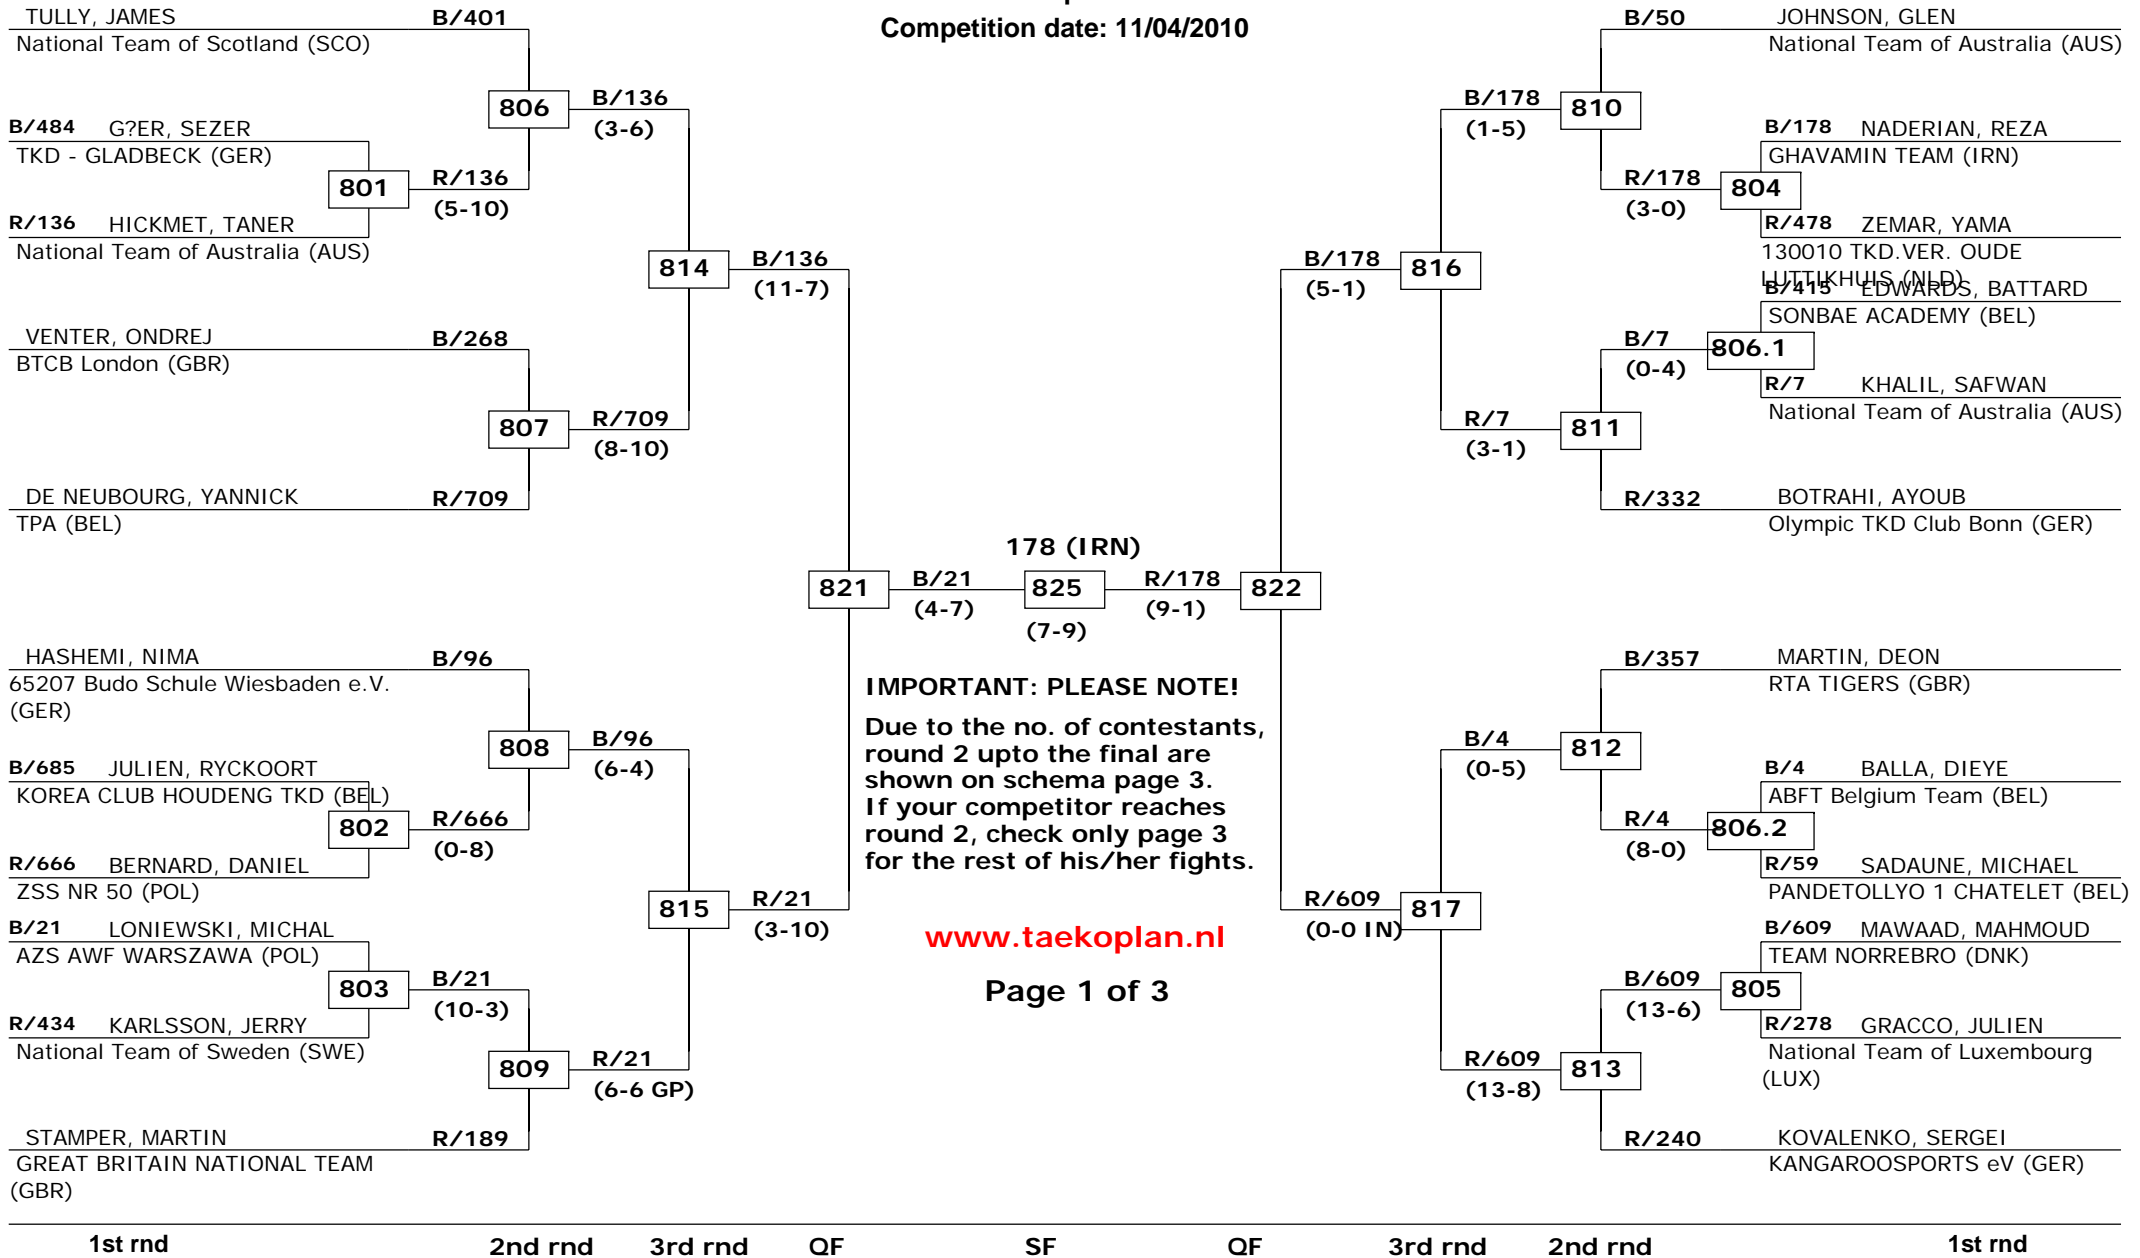 Competition date: 11/04/2010
TULLY, JAMES
B/401
National Team of Scotland (SCO)
806
B/136
(3-6)
B/484 G?ER, SEZER
TKD - GLADBECK (GER)
801
R/136
(5-10)
R/136 HICKMET, TANER
National Team of Australia (AUS)
814
B/136
(11-7)
VENTER, ONDREJ
B/268
BTCB London (GBR)
807
R/709
(8-10)
DE NEUBOURG, YANNICK
R/709
TPA (BEL)
821
B/21
(4-7)
HASHEMI, NIMA
B/96
65207 Budo Schule Wiesbaden e.V.
(GER)
808
B/96
(6-4)
B/685 JULIEN, RYCKOORT
KOREA CLUB HOUDENG TKD (BEL)
802
R/666
(0-8)
R/666 BERNARD, DANIEL
ZSS NR 50 (POL)
815
R/21
(3-10)
B/21 LONIEWSKI, MICHAL
AZS AWF WARSZAWA (POL)
803
B/21
(10-3)
R/434 KARLSSON, JERRY
National Team of Sweden (SWE)
809
R/21
(6-6 GP)
STAMPER, MARTIN
R/189
GREAT BRITAIN NATIONAL TEAM
(GBR)
178 (IRN)
825
(7-9)
R/178
(9-1)
822
IMPORTANT: PLEASE NOTE!
Due to the no. of contestants,
round 2 upto the final are
shown on schema page 3.
If your competitor reaches
round 2, check only page 3
for the rest of his/her fights.
www.taekoplan.nl
Page 1 of 3
B/50
JOHNSON, GLEN
National Team of Australia (AUS)
B/178
(1-5)
810
B/178 NADERIAN, REZA
GHAVAMIN TEAM (IRN)
R/178
(3-0)
804
R/478 ZEMAR, YAMA
130010 TKD.VER. OUDE
LUTTIKHUIS (NLD)
B/178
(5-1)
816
B/415 EDWARDS, BATTARD
SONBAE ACADEMY (BEL)
B/7
(0-4)
806.1
R/7 KHALIL, SAFWAN
National Team of Australia (AUS)
R/7
(3-1)
811
R/332
BOTRAHI, AYOUB
Olympic TKD Club Bonn (GER)
B/357
MARTIN, DEON
RTA TIGERS (GBR)
B/4
(0-5)
812
B/4 BALLA, DIEYE
ABFT Belgium Team (BEL)
R/4
(8-0)
806.2
R/59 SADAUNE, MICHAEL
PANDETOLLYO 1 CHATELET (BEL)
R/609
(0-0 IN)
817
B/609 MAWAAD, MAHMOUD
TEAM NORREBRO (DNK)
B/609
(13-6)
805
R/278 GRACCO, JULIEN
National Team of Luxembourg
(LUX)
R/609
(13-8)
813
R/240
KOVALENKO, SERGEI
KANGAROOSPORTS eV (GER)
1st rnd 2nd rnd 3rd rnd QF SF QF 3rd rnd 2nd rnd 1st rnd